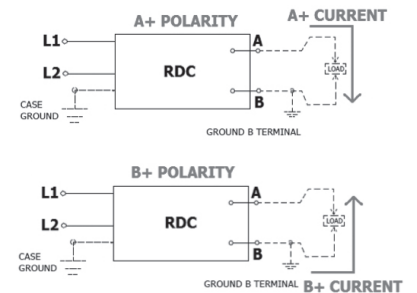 A+ POLARITY
A+ CURRENT
L1
A
L2
RDC
LOAD
B
CASE
GROUND
GROUND B TERMINAL
B+ POLARITY
L1
A
L2
RDC
LOAD
B
CASE
GROUND
GROUND B TERMINAL
B+ CURRENT